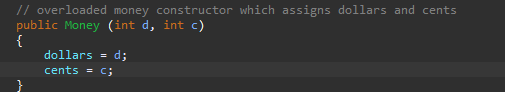 // overloaded money constructor which assigns dollars and cents
public Money (int d, int c)
{
    dollars = d;
    cents = c;
}